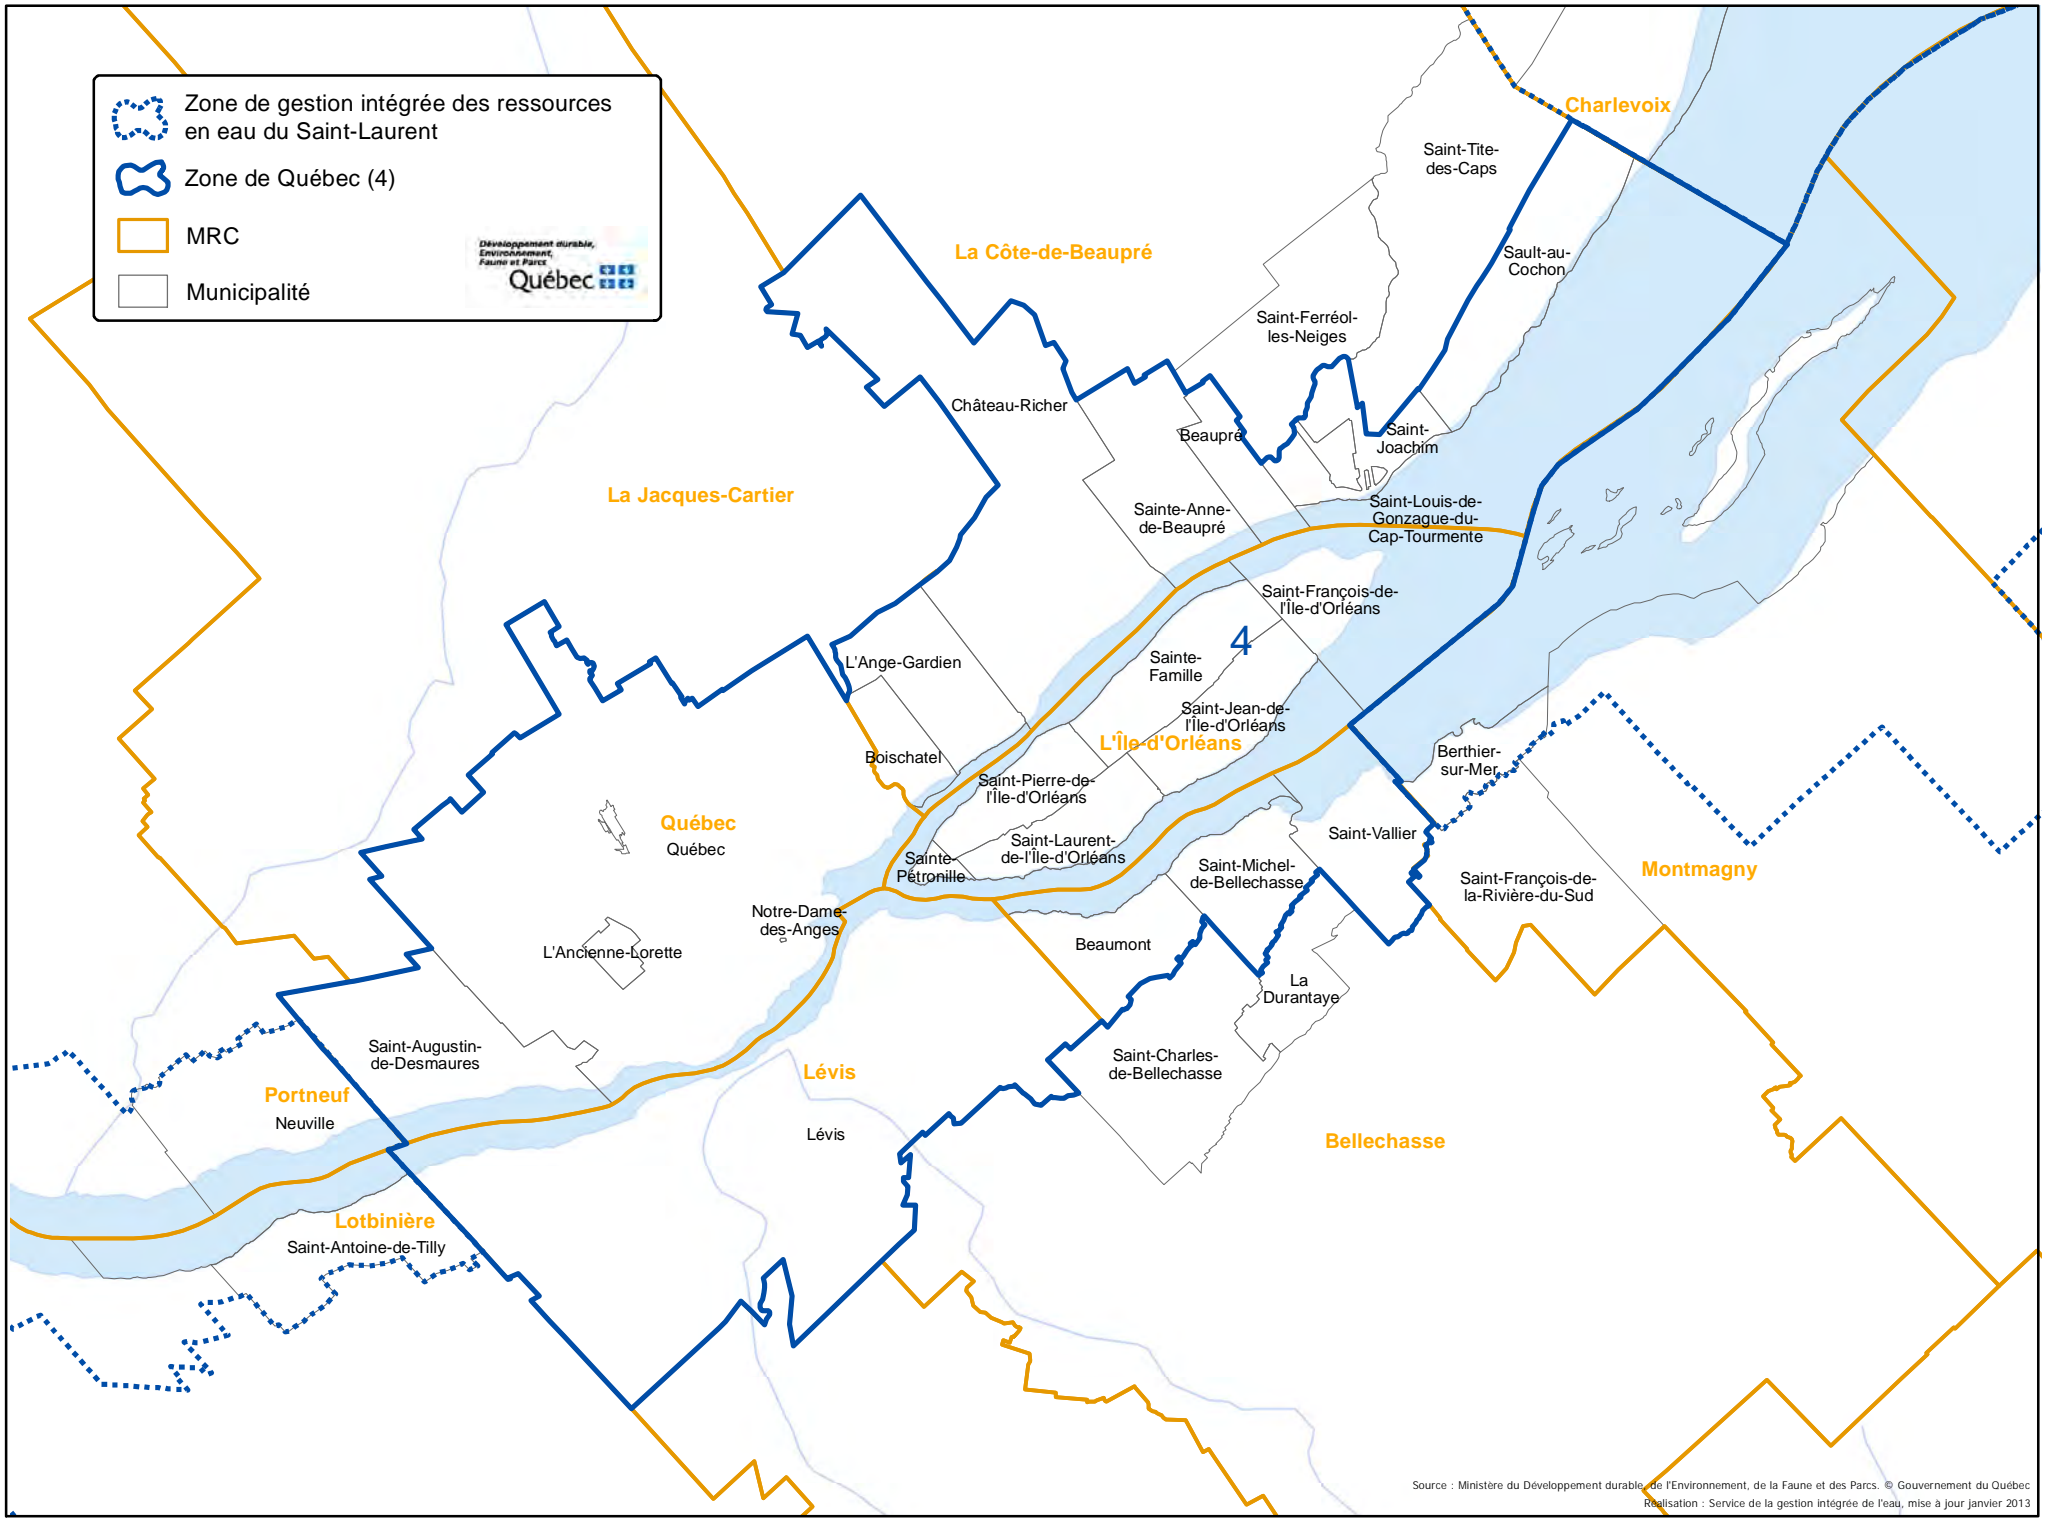 Zone de gestion intégrée des ressources
en eau du Saint-Laurent
Zone de Québec (4)
MRC
Municipalité
Développement durable,
Environnement,
Faune et Parcs
Québec
Charlevoix
Saint-Tite-
des-Caps
La Côte-de-Beaupré
Sault-au-
Cochon
Saint-Ferréol-
les-Neiges
Château-Richer
Beaupré
Saint-
Joachim
La Jacques-Cartier
Sainte-Anne-
de-Beaupré
Saint-Louis-de-
Gonzague-du-
Cap-Tourmente
Saint-François-de-
l'Île-d'Orléans
4
L'Ange-Gardien
Sainte-
Famille
Saint-Jean-de-
l'Île-d'Orléans
L'Île-d'Orléans
Boischatel
Saint-Pierre-de-
l'Île-d'Orléans
Berthier-
sur-Mer
Québec
Québec
Saint-Laurent-
de-l'Île-d'Orléans
Saint-Vallier
Sainte-
Pétronille
Saint-Michel-
de-Bellechasse
Saint-François-de-
la-Rivière-du-Sud
Montmagny
Notre-Dame-
des-Anges
L'Ancienne-Lorette
Beaumont
La
Durantaye
Saint-Augustin-
de-Desmaures
Saint-Charles-
de-Bellechasse
Lévis
Lévis
Portneuf
Neuville
Bellechasse
Lotbinière
Saint-Antoine-de-Tilly
Source : Ministère du Développement durable, de l'Environnement, de la Faune et des Parcs. © Gouvernement du Québec
Réalisation : Service de la gestion intégrée de l'eau, mise à jour janvier 2013